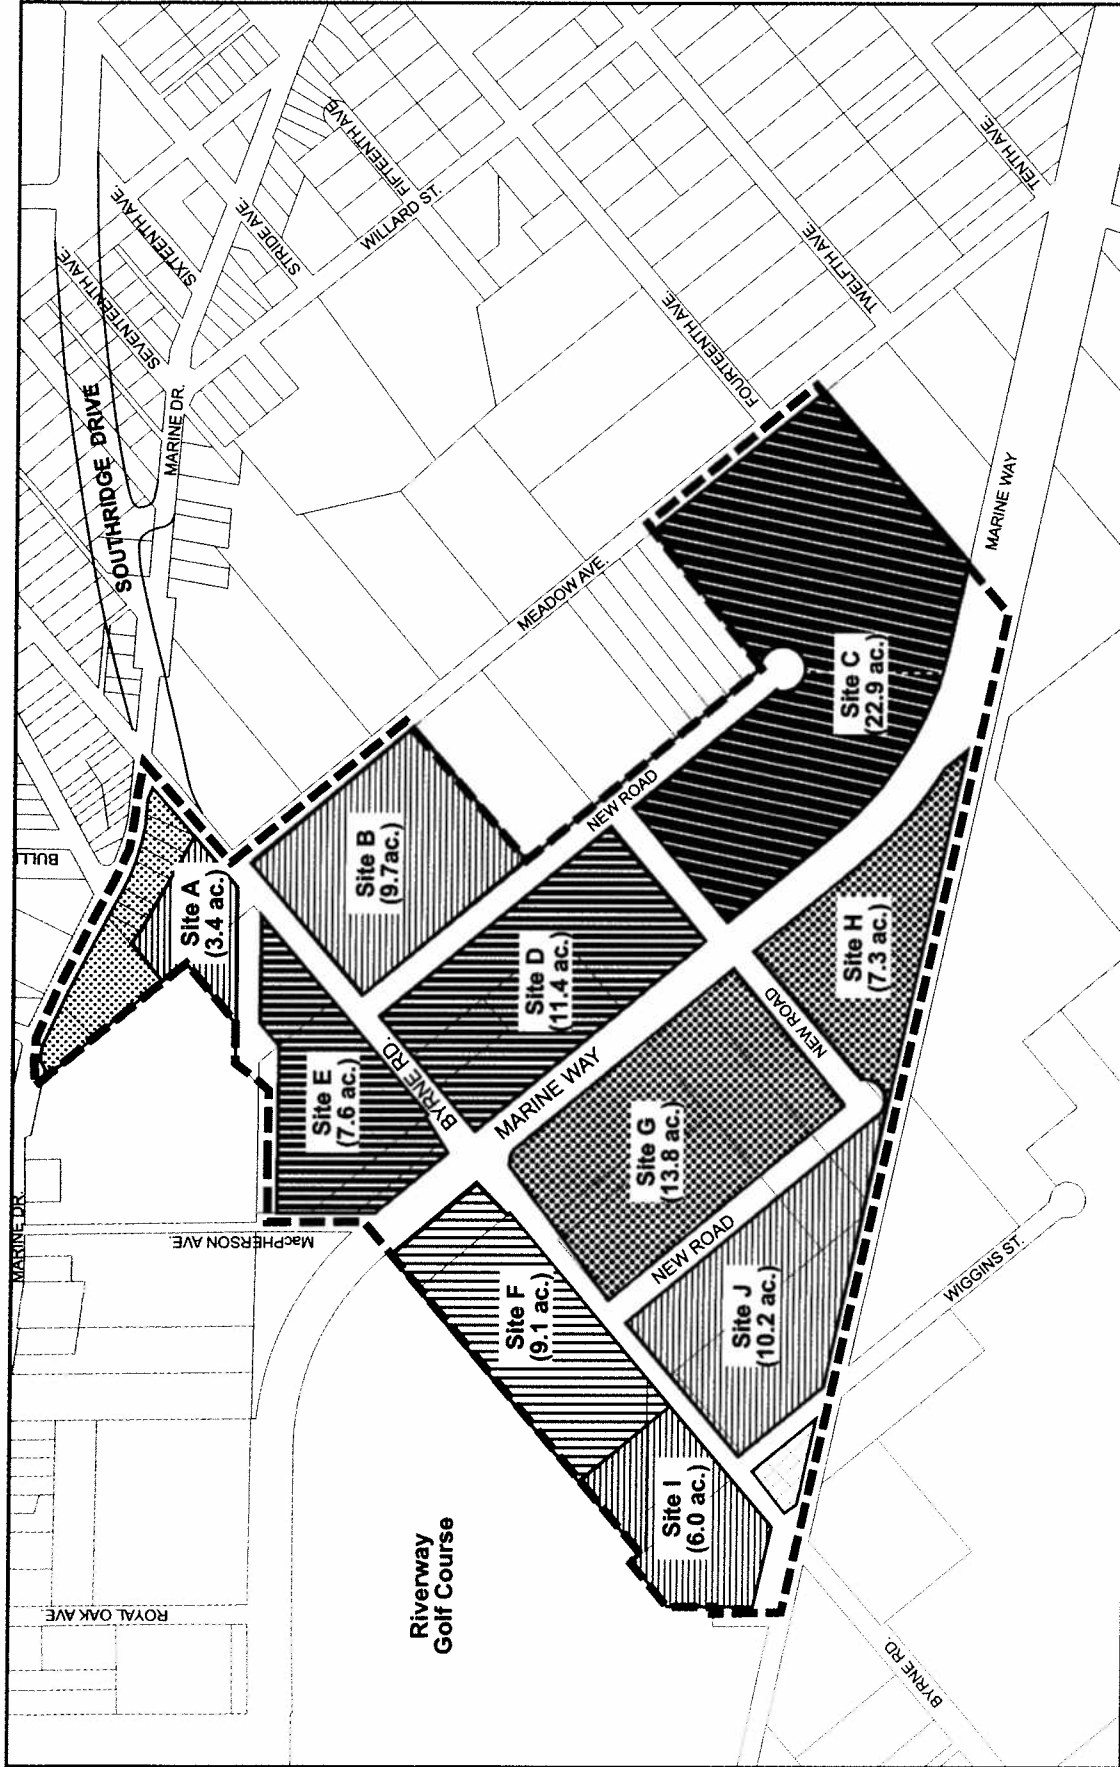 MARINE DR.
ROYAL OAK AVE
MacPHERSON AVE.
SOUTHRIDGE DRIVE
MARINE DR.
SEVENTEENTH AVE.
SIXTEENTH AVE.
STRIDE AVE.
FIFTEENTH AVE.
WILLARD ST.
FOURTEENTH AVE.
TWELFTH AVE.
TENTH AVE.
MEADOW AVE.
MARINE WAY
Riverway
Golf Course
Site A
(3.4 ac.)
Site B
(9.7ac.)
Site C
(22.9 ac.)
Site D
(11.4 ac.)
Site E
(7.6 ac.)
Site F
(9.1 ac.)
Site G
(13.8 ac.)
Site H
(7.3 ac.)
Site I
(6.0 ac.)
Site J
(10.2 ac.)
BYRNE RD.
MARINE WAY
NEW ROAD
NEW ROAD
NEW ROAD
WIGGINS ST.
BYRNE RD.